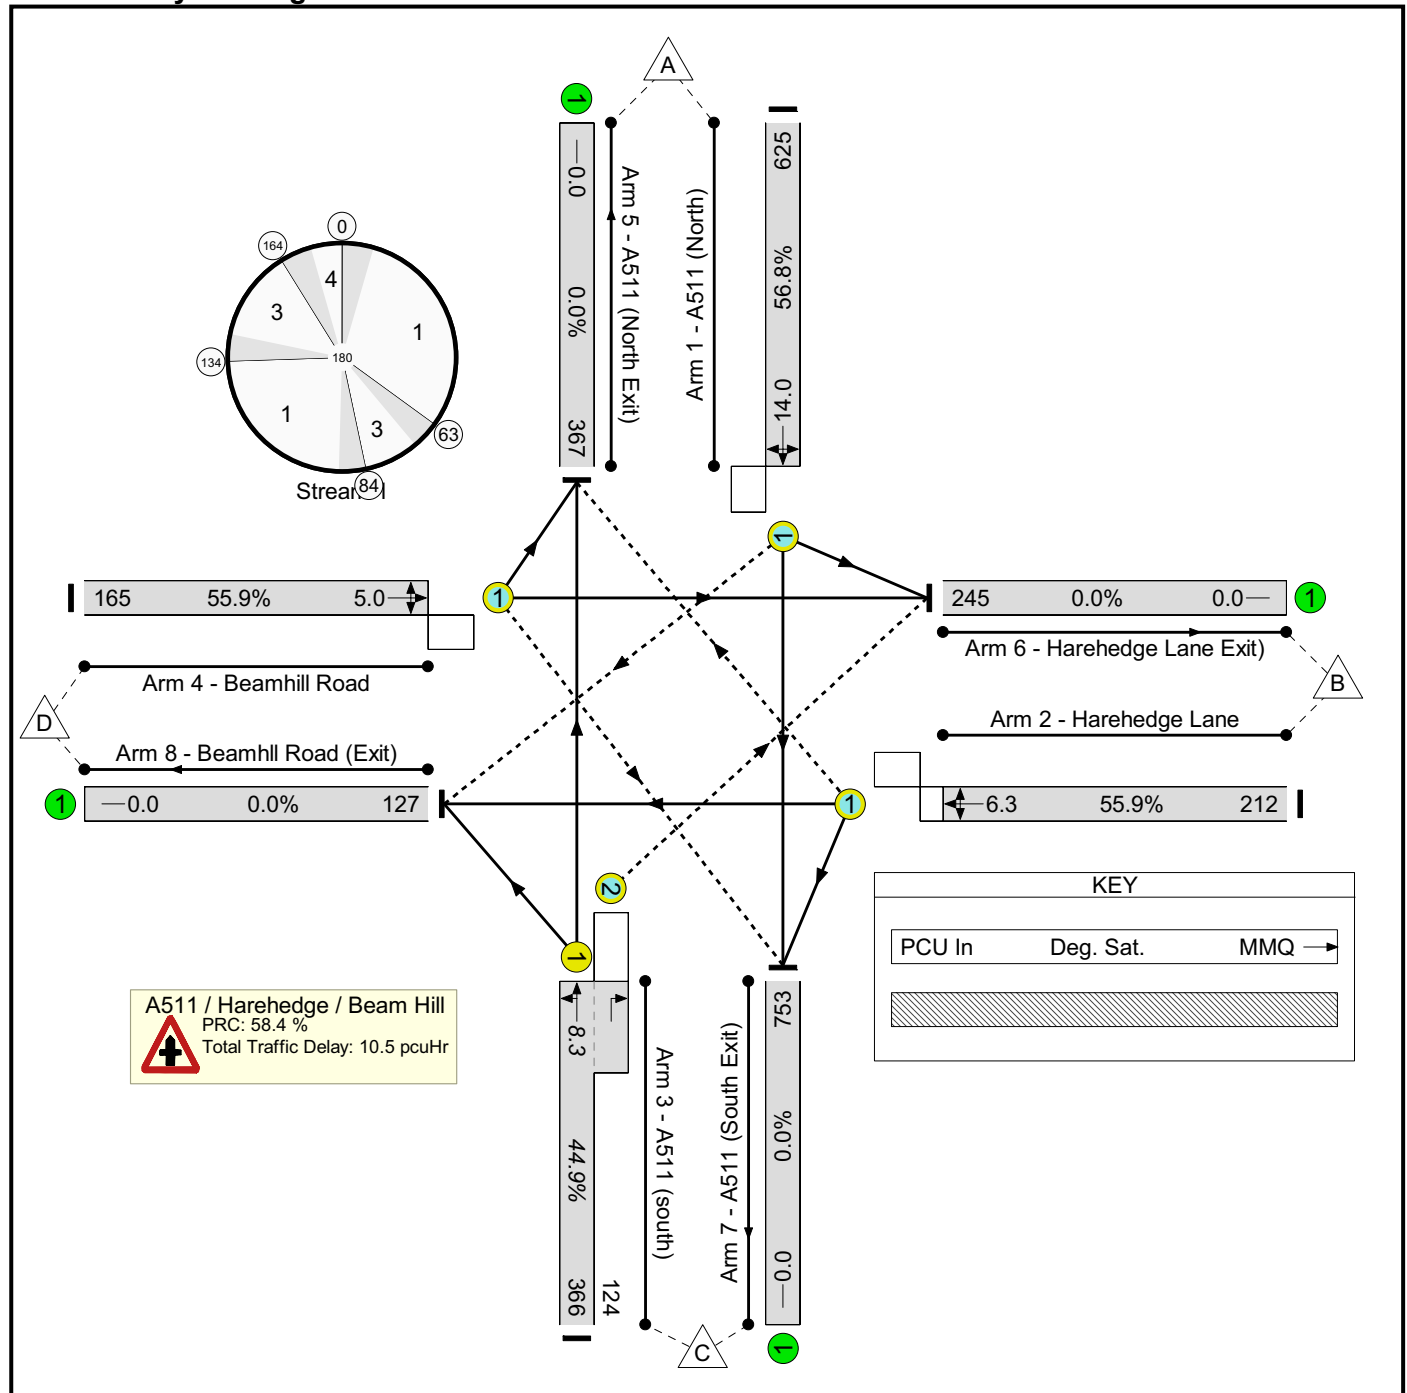 A
1
625
0.0
Arm 5 - A511 (North Exit)
Arm 1 - A511 (North)
56.8%
0.0%
14.0
367
0
164
4
3
1
134
180
1
3
63
84
1
1
165 55.9% 5.0
1
245 0.0% 0.0
1
Arm 6 - Harehedge Lane Exit)
Arm 4 - Beamhill Road
B
D
Arm 2 - Harehedge Lane
Arm 8 - Beamhll Road (Exit)
1
0.0 0.0% 127
1
6.3 55.9% 212
2
KEY
PCU In Deg. Sat. MMQ
1
A511 / Harehedge / Beam Hill
PRC: 58.4 %
Total Traffic Delay: 10.5 pcuHr
8.3
44.9%
366
124
Arm 3 - A511 (south)
Arm 7 - A511 (South Exit)
753
0.0%
0.0
C
1